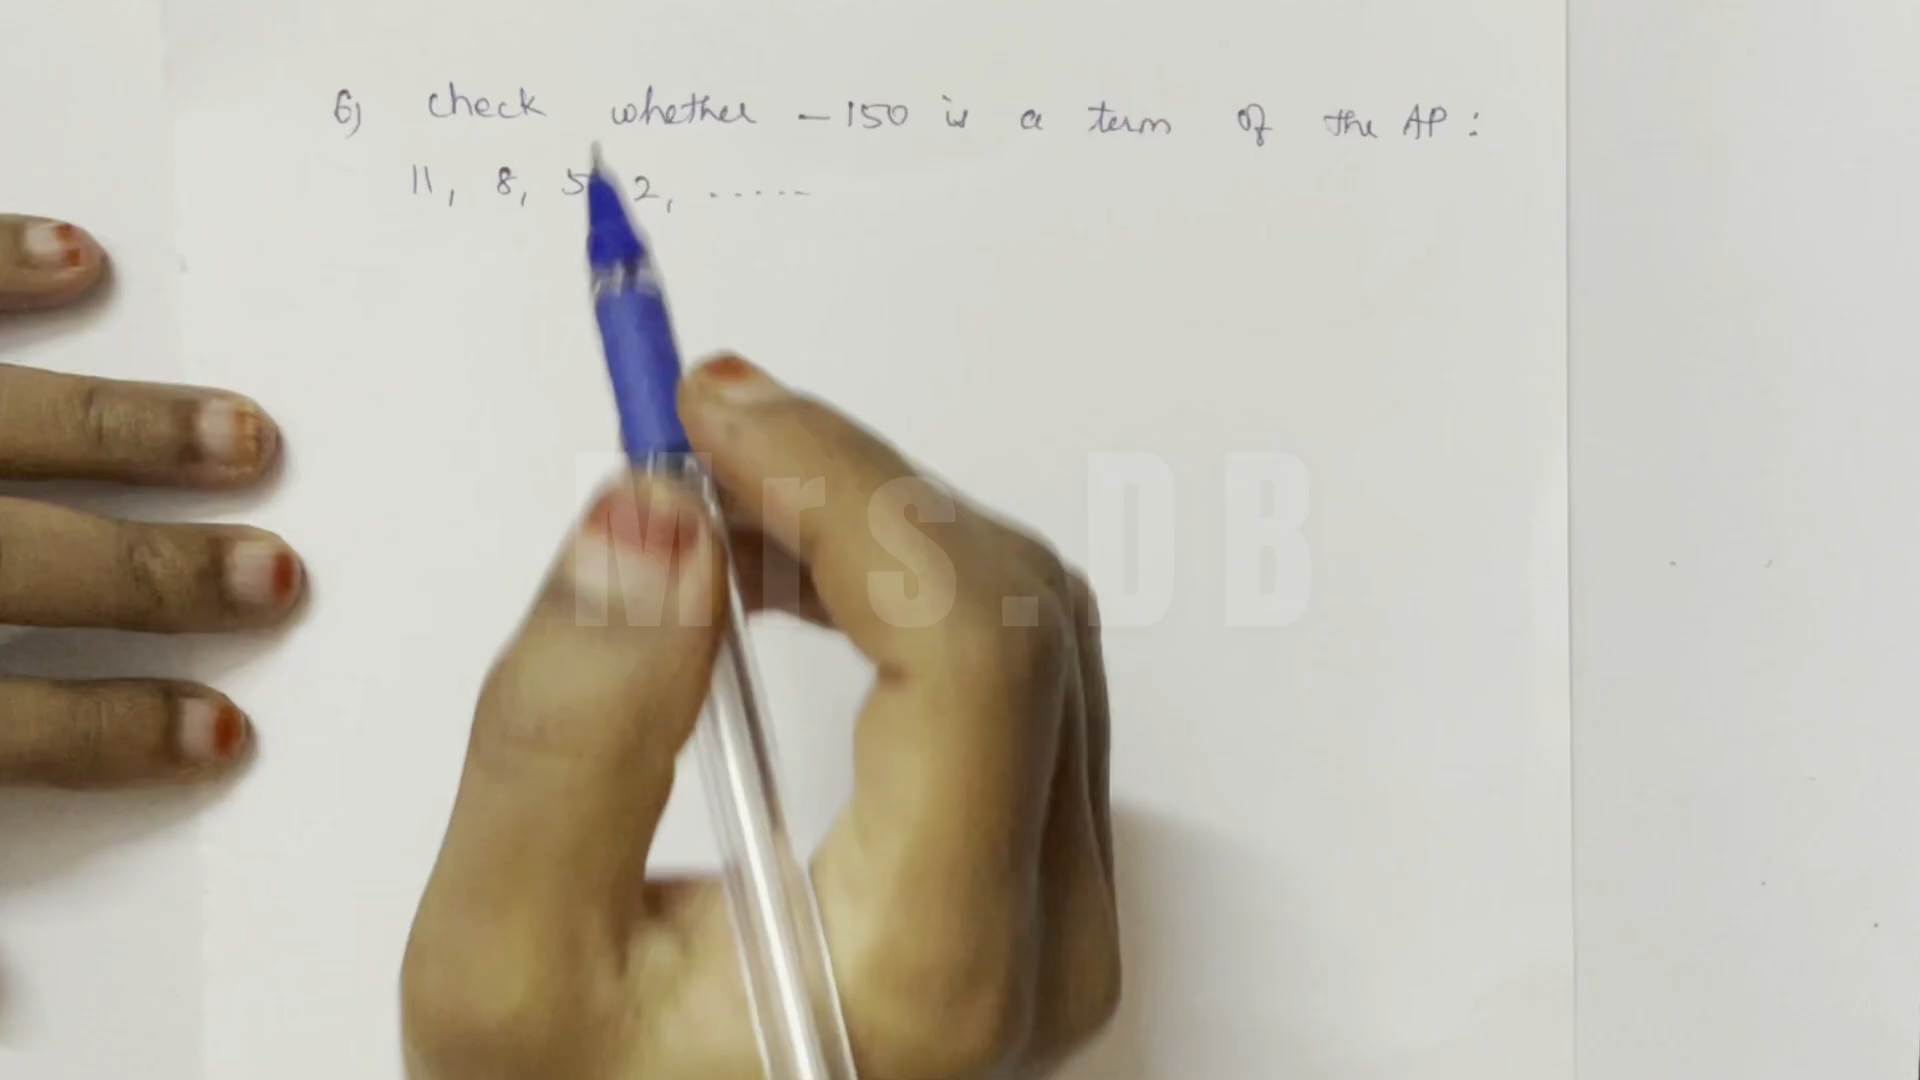 6) check whether -150 is a term of the AP :
11, 8, 5 2, .....
Mrs.DB